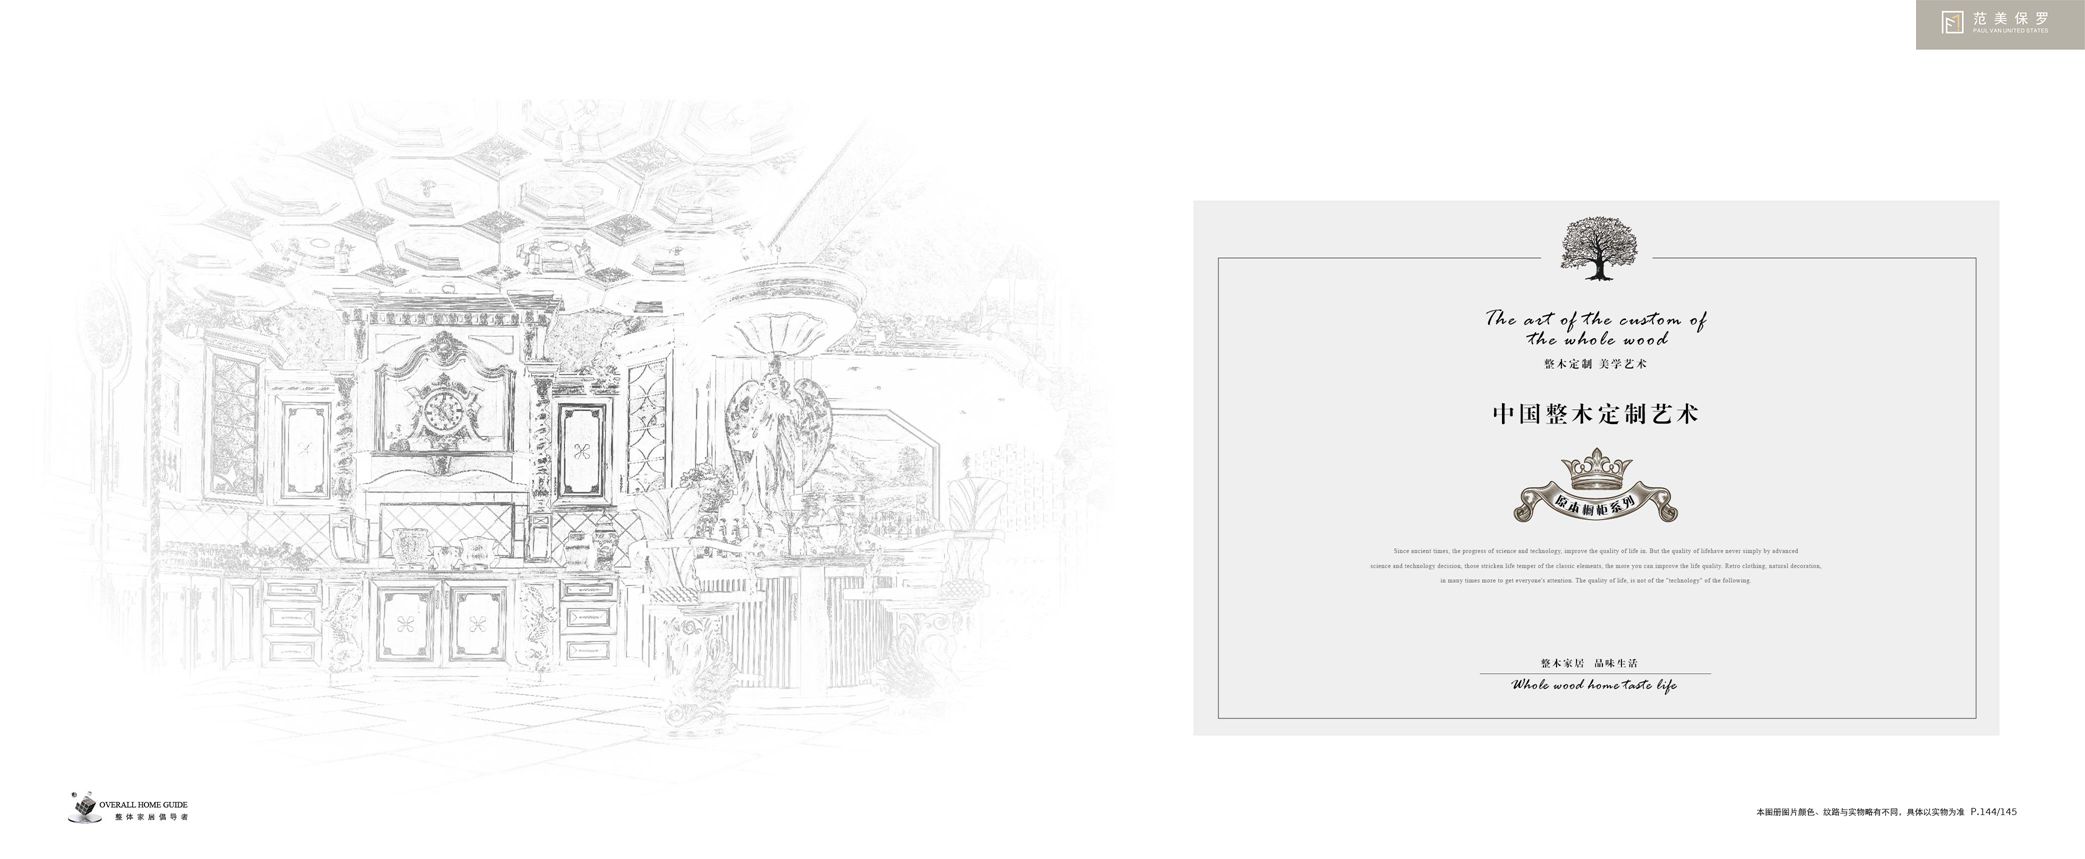 范美保罗
PAUL VAN UNITED STATES
The art of the custom of
the whole wood
整木定制 美学艺术
中国整木定制艺术
原本橱柜系列
Since ancient times, the progress of science and technology, improve the quality of life in. But the quality of lifehave never simply by advanced
science and technology decision, those stricken life temper of the classic elements, the more you can improve the life quality. Retro clothing, natural decoration,
in many times more to get everyone's attention. The quality of life, is not of the "technology" of the following.
整木家居 品味生活
Whole wood home taste life
OVERALL HOME GUIDE
整体家居倡导者
本图册图片颜色、纹路与实物略有不同，具体以实物为准 P.144/145